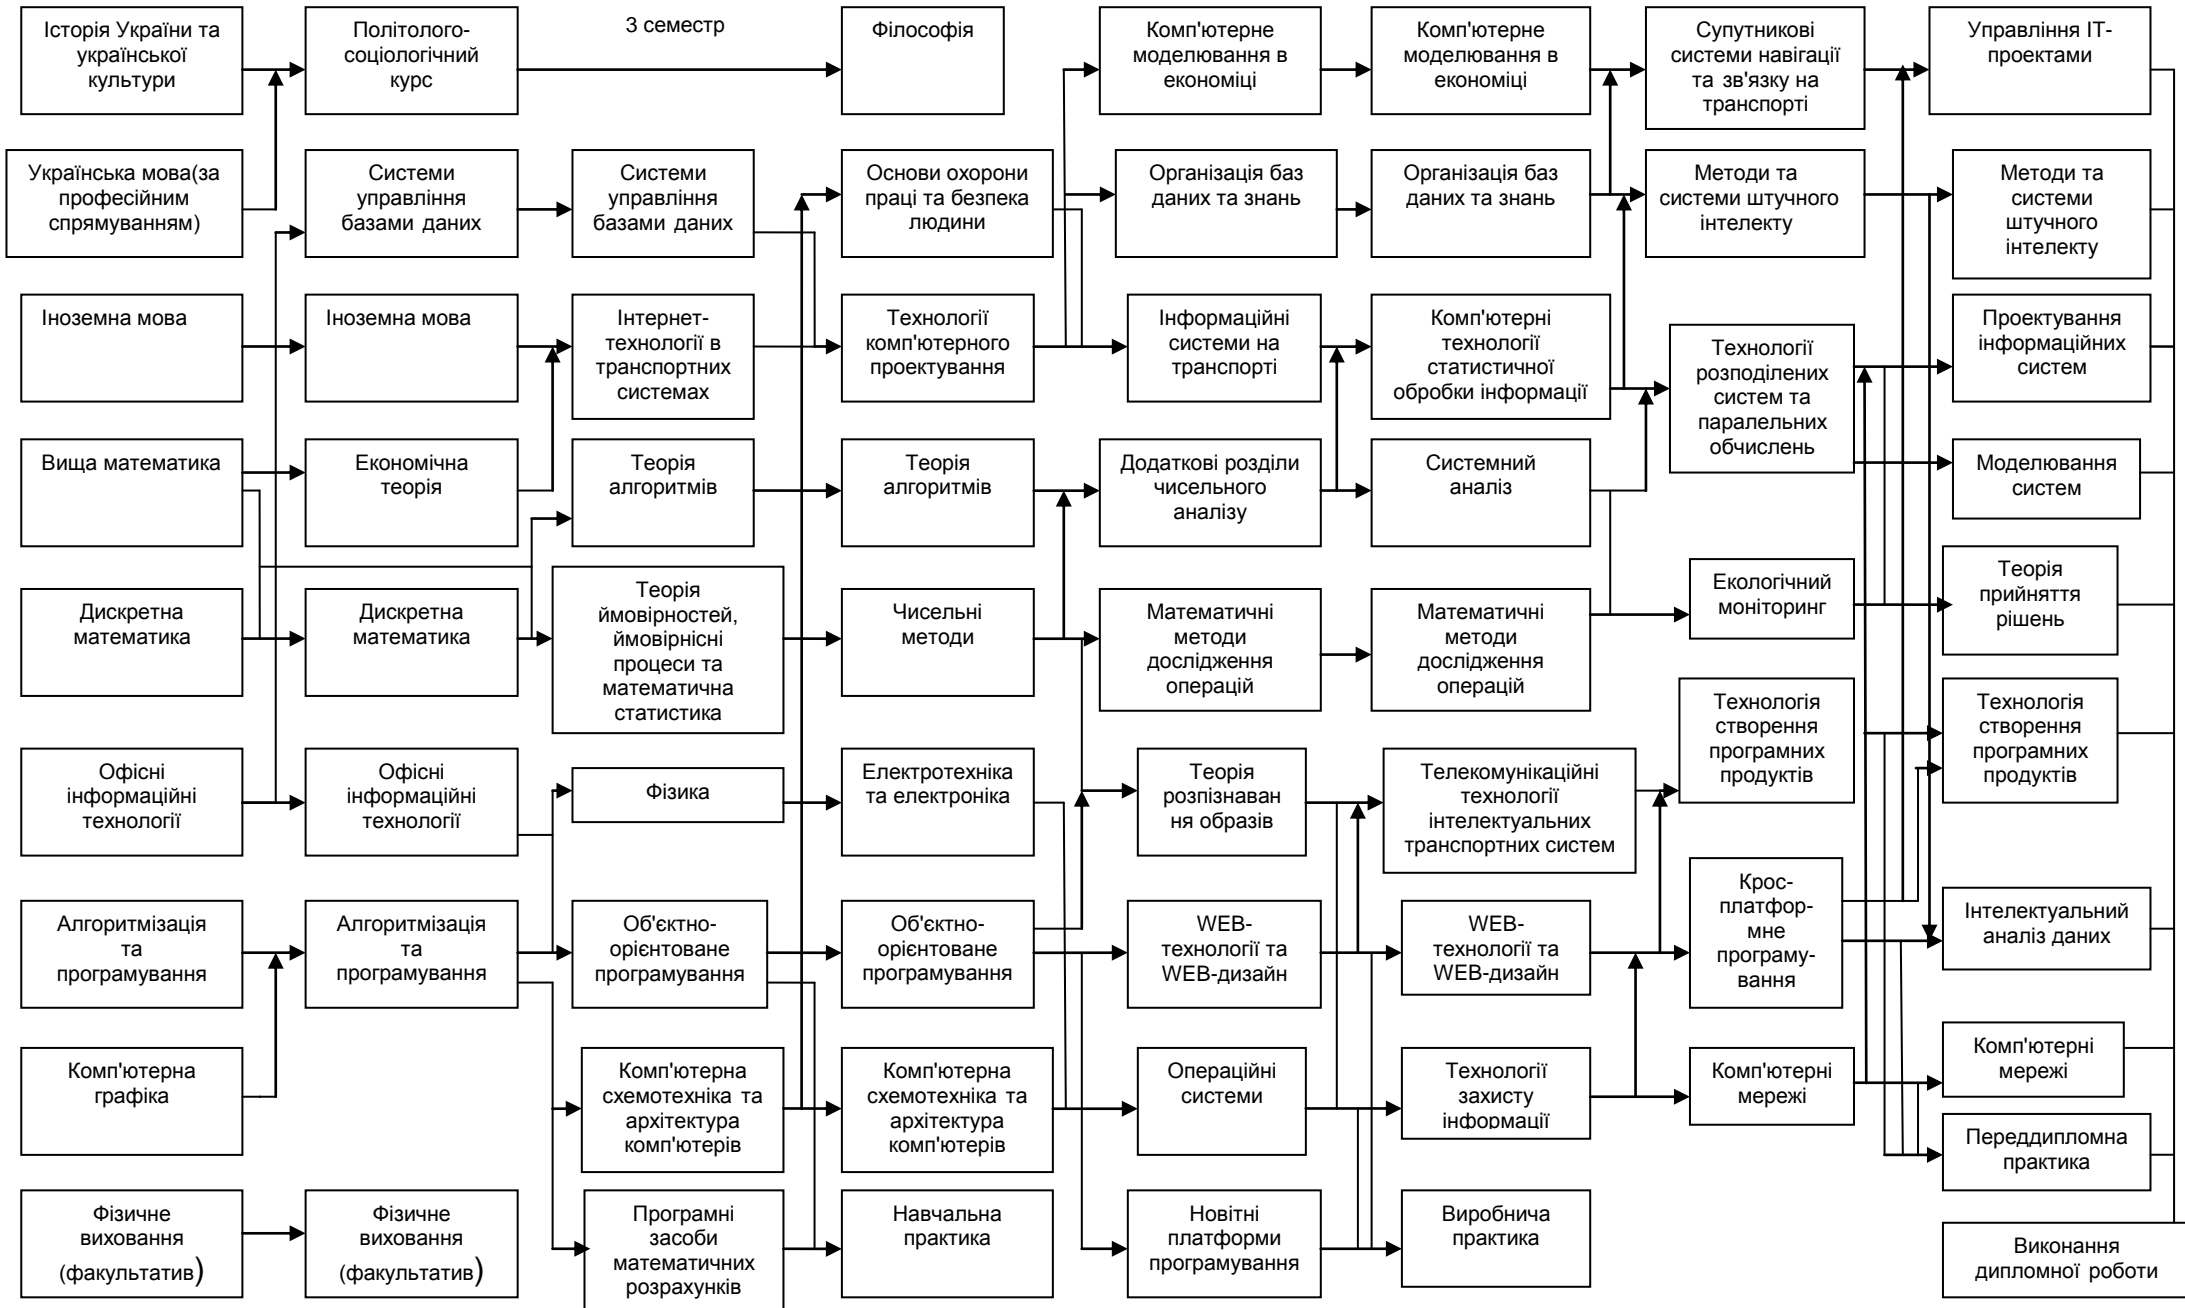 Історія України та
української
культури
Політолого-
соціологічний
курс
3 семестр
Філософія
Комп'ютерне
моделювання в
економіці
Комп'ютерне
моделювання в
економіці
Супутникові
системи навігації
та зв'язку на
транспорті
Управління ІТ-
проектами
Українська мова(за
професійним
спрямуванням)
Системи
управління
базами даних
Системи
управління
базами даних
Основи охорони
праці та безпека
людини
Організація баз
даних та знань
Організація баз
даних та знань
Методи та
системи штучного
інтелекту
Методи та
системи
штучного
інтелекту
Іноземна мова
Іноземна мова
Інтернет-
технології в
транспортних
системах
Технології
комп'ютерного
проектування
Інформаційні
системи на
транспорті
Комп'ютерні
технології
статистичної
обробки інформації
Технології
розподілених
систем та
паралельних
обчислень
Проектування
інформаційних
систем
Вища математика
Економічна
теорія
Теорія
алгоритмів
Теорія
алгоритмів
Додаткові розділи
чисельного
аналізу
Системний
аналіз
Моделювання
систем
Дискретна
математика
Дискретна
математика
Теорія
ймовірностей,
ймовірнісні
процеси та
математична
статистика
Чисельні
методи
Математичні
методи
дослідження
операцій
Математичні
методи
дослідження
операцій
Екологічний
моніторинг
Теорія
прийняття
рішень
Офісні
інформаційні
технології
Офісні
інформаційні
технології
Фізика
Електротехніка
та електроніка
Теорія
розпізнаван
ня образів
Телекомунікаційні
технології
інтелектуальних
транспортних систем
Технологія
створення
програмних
продуктів
Технологія
створення
програмних
продуктів
Алгоритмізація
та
програмування
Алгоритмізація
та
програмування
Об'єктно-
орієнтоване
програмування
Об'єктно-
орієнтоване
програмування
WEB-
технології та
WEB-дизайн
WEB-
технології та
WEB-дизайн
Крос-
платфор-
мне
програму-
вання
Інтелектуальний
аналіз даних
Комп'ютерна
графіка
Комп'ютерна
схемотехніка та
архітектура
комп'ютерів
Комп'ютерна
схемотехніка та
архітектура
комп'ютерів
Операційні
системи
Технології
захисту
інформації
Комп'ютерні
мережі
Комп'ютерні
мережі
Переддипломна
практика
Фізичне
виховання
(факультатив)
Фізичне
виховання
(факультатив)
Програмні
засоби
математичних
розрахунків
Навчальна
практика
Новітні
платформи
програмування
Виробнича
практика
Виконання
дипломної роботи